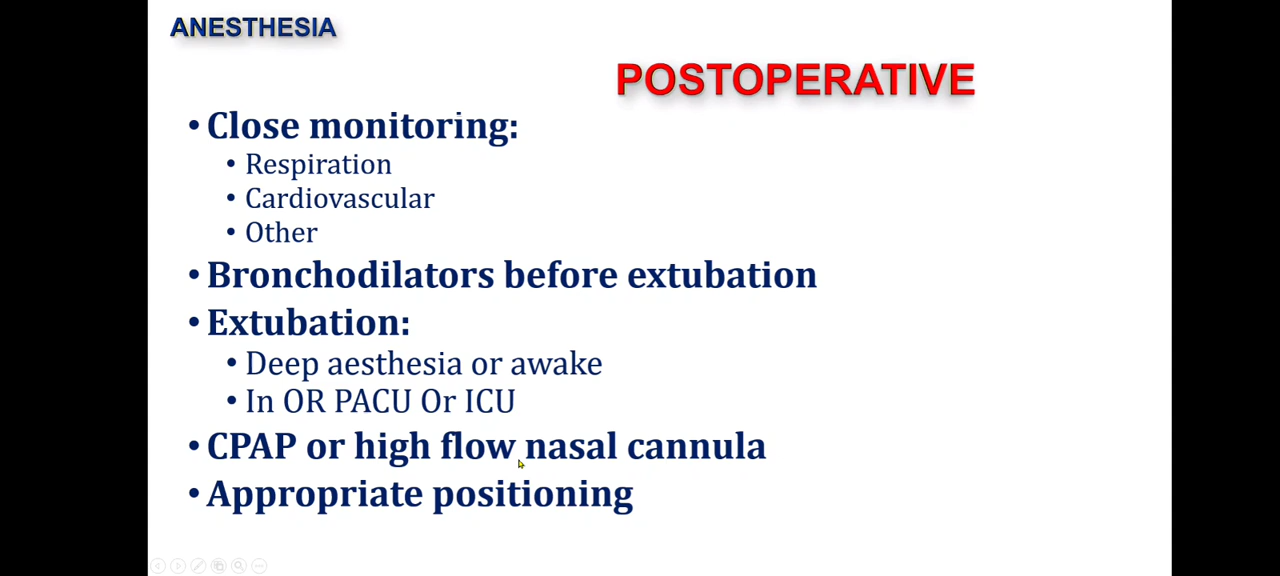 ANESTHESIA
POSTOPERATIVE
• Close monitoring:
• Respiration
• Cardiovascular
• Other
• Bronchodilators before extubation
• Extubation:
• Deep aesthesia or awake
• In OR PACU Or ICU
• CPAP or high flow nasal cannula
• Appropriate positioning